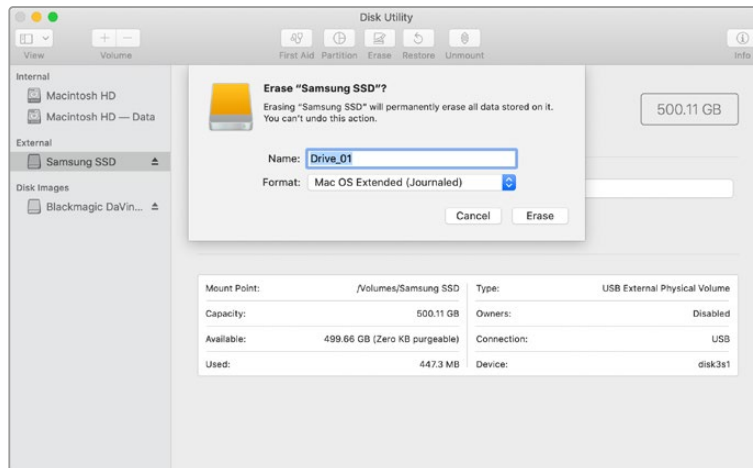 Disk Utility
View
Volume
First Aid
Partition
Erase
Restore
Unmount
Info
Internal
Macintosh HD
Macintosh HD — Data
External
Samsung SSD
Disk Images
Blackmagic DaVin...
Erase “Samsung SSD”?
Erasing “Samsung SSD” will permanently erase all data stored on it.
You can't undo this action.
Name: Drive_01
Format: Mac OS Extended (Journaled)
Cancel
Erase
500.11 GB
Mount Point: /Volumes/Samsung SSD
Type: USB External Physical Volume
Capacity: 500.11 GB
Owners: Disabled
Available: 499.66 GB (Zero KB purgeable)
Connection: USB
Used: 447.3 MB
Device: disk3s1